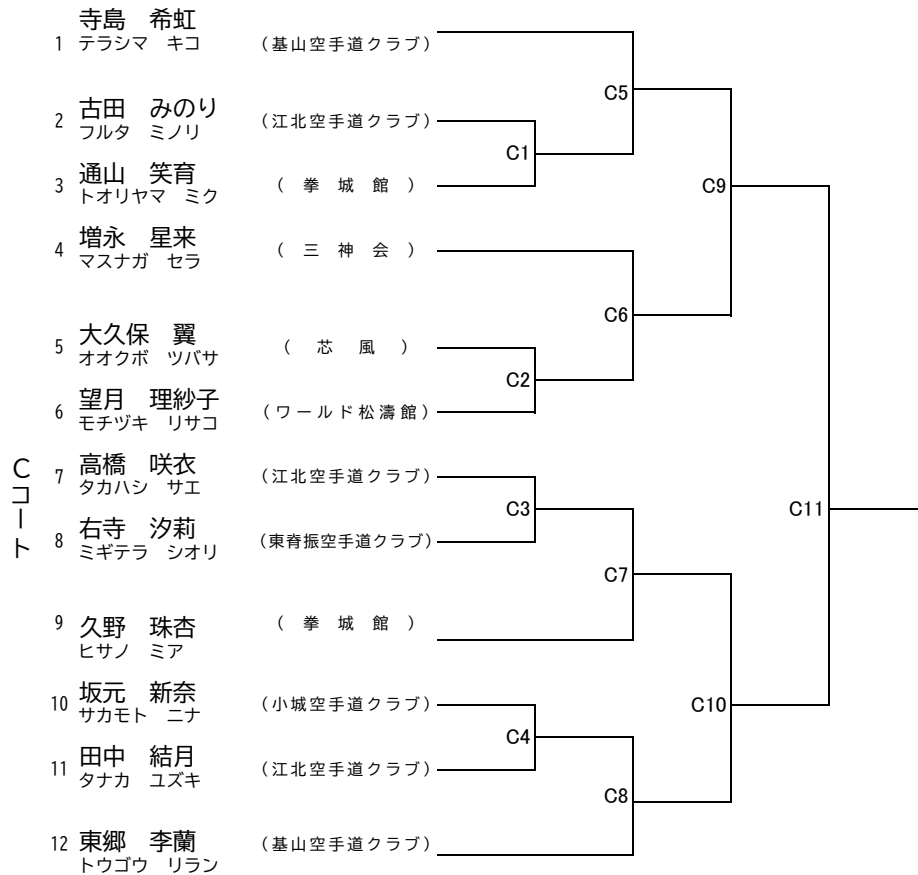 寺島　希虹
1 テラシマ　キコ （基山空手道クラブ）
C5
古田　みのり
2 フルタ　ミノリ （江北空手道クラブ）
C1
通山　笑育
3 トオリヤマ　ミク （ 拳 城 館 ）
C9
増永　星来
4 マスナガ　セラ （ 三 神 会 ）
C6
大久保　翼
5 オオクボ　ツバサ （ 芯 風 ）
C2
望月　理紗子
6 モチヅキ　リサコ （ワールド松濤館）
Cコート
高橋　咲衣
7 タカハシ　サエ （江北空手道クラブ）
C3
C11
右寺　汐莉
8 ミギテラ　シオリ （東脊振空手道クラブ）
C7
久野　珠杏
9 ヒサノ　ミア （ 拳 城 館 ）
坂元　新奈
10 サカモト　ニナ （小城空手道クラブ）
C10
C4
田中　結月
11 タナカ　ユズキ （江北空手道クラブ）
C8
東郷　李蘭
12 トウゴウ　リラン （基山空手道クラブ）